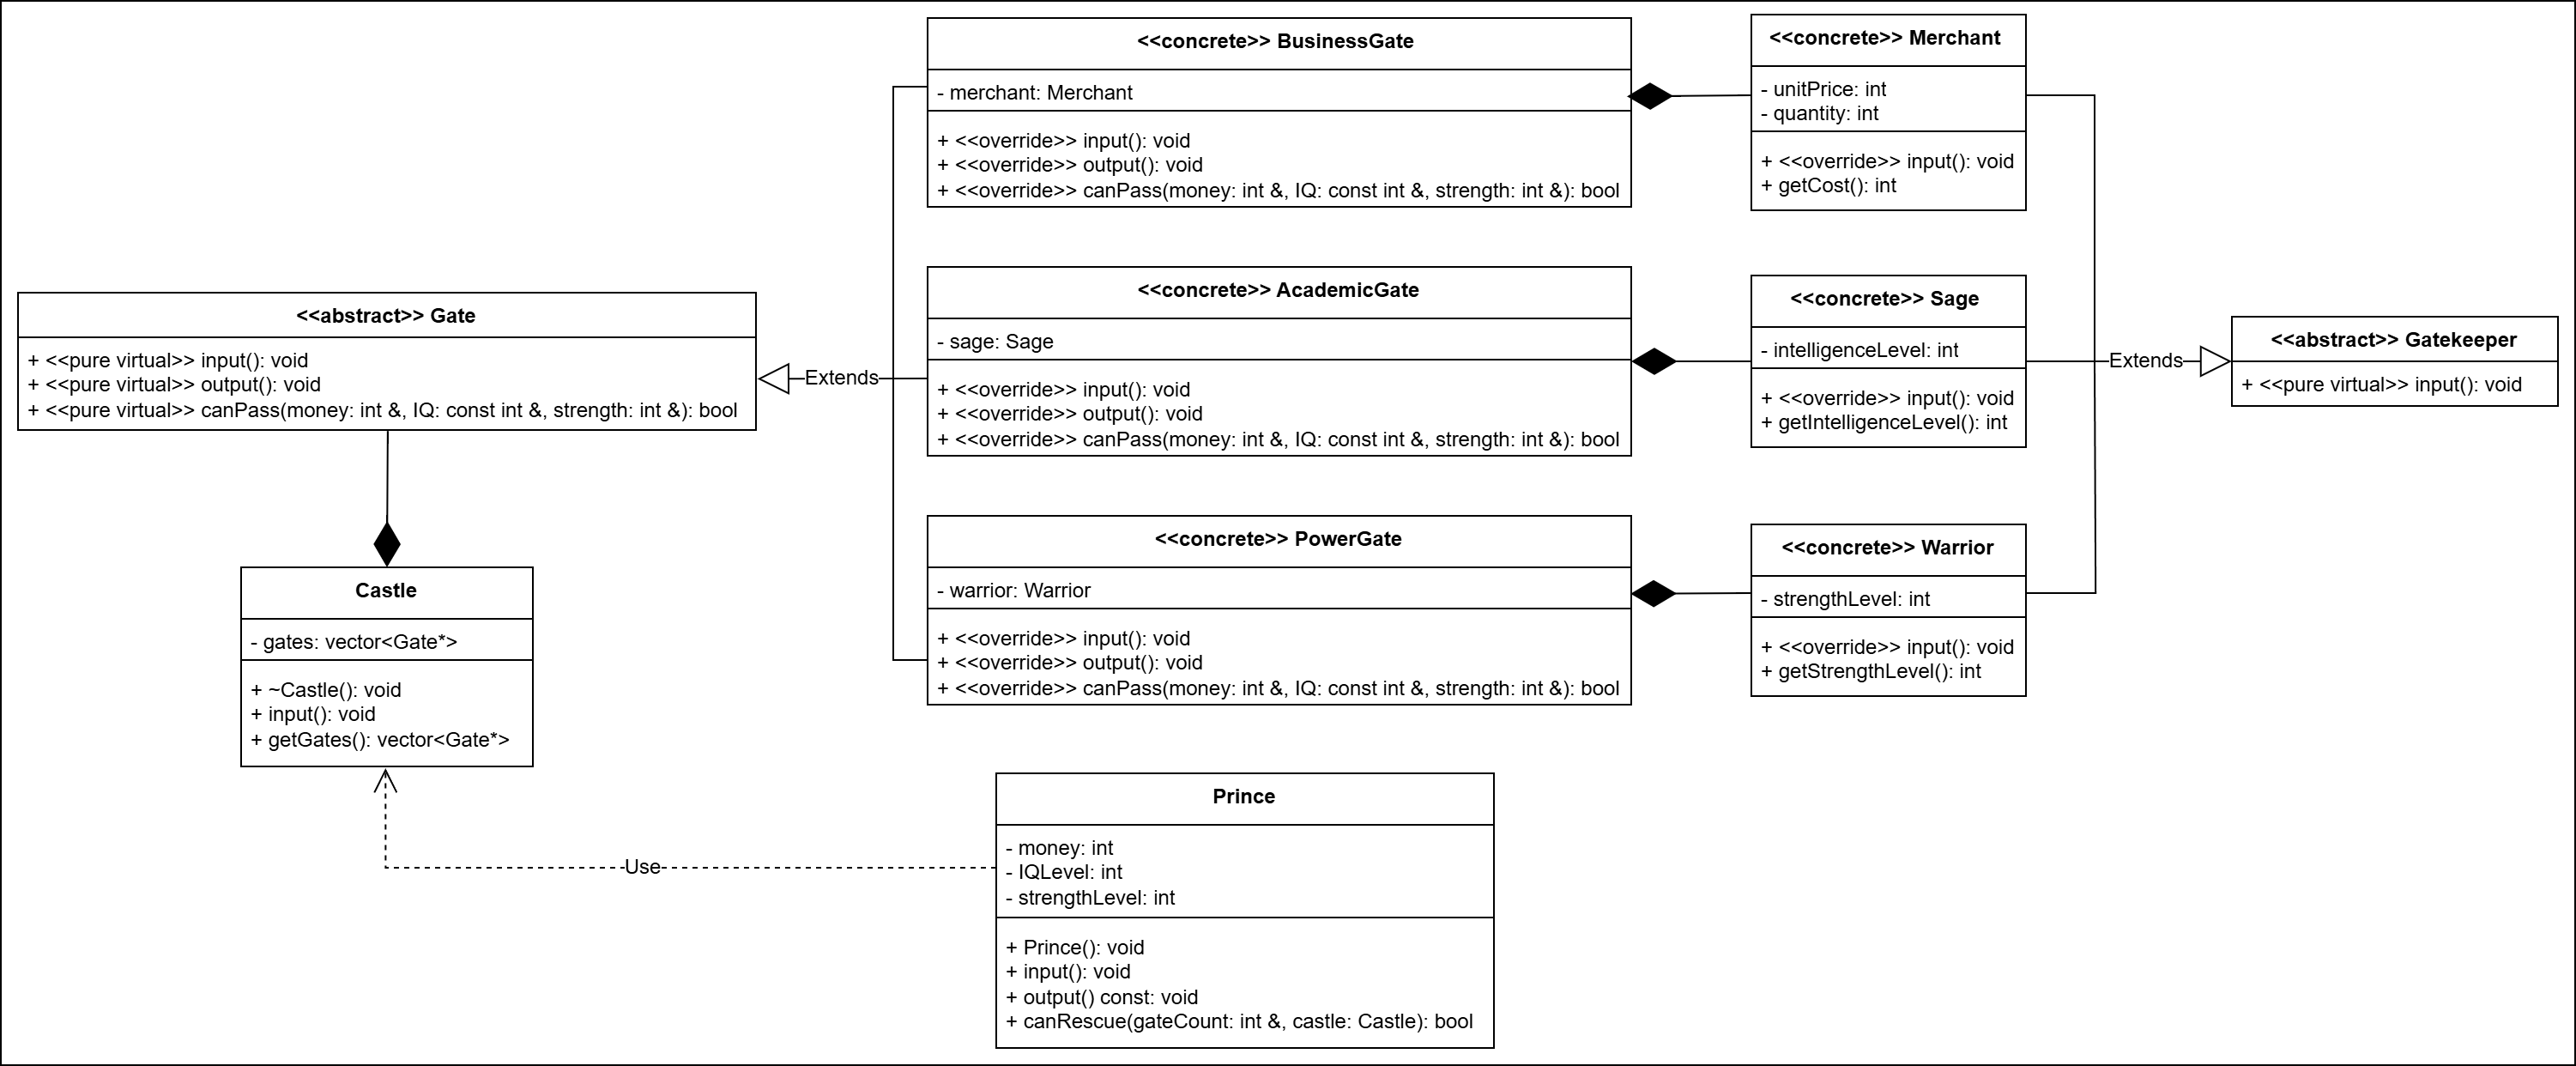 <<concrete>> BusinessGate
- merchant: Merchant
+ <<override>> input(): void
+ <<override>> output(): void
+ <<override>> canPass(money: int &, IQ: const int &, strength: int &): bool
<<concrete>> Merchant
- unitPrice: int
- quantity: int
+ <<override>> input(): void
+ getCost(): int
<<abstract>> Gate
+ <<pure virtual>> input(): void
+ <<pure virtual>> output(): void
+ <<pure virtual>> canPass(money: int &, IQ: const int &, strength: int &): bool
Extends
<<concrete>> AcademicGate
- sage: Sage
+ <<override>> input(): void
+ <<override>> output(): void
+ <<override>> canPass(money: int &, IQ: const int &, strength: int &): bool
<<concrete>> Sage
- intelligenceLevel: int
+ <<override>> input(): void
+ getIntelligenceLevel(): int
Extends
<<abstract>> Gatekeeper
+ <<pure virtual>> input(): void
<<concrete>> PowerGate
- warrior: Warrior
+ <<override>> input(): void
+ <<override>> output(): void
+ <<override>> canPass(money: int &, IQ: const int &, strength: int &): bool
<<concrete>> Warrior
- strengthLevel: int
+ <<override>> input(): void
+ getStrengthLevel(): int
Castle
- gates: vector<Gate*>
+ ~Castle(): void
+ input(): void
+ getGates(): vector<Gate*>
Use
Prince
- money: int
- IQLevel: int
- strengthLevel: int
+ Prince(): void
+ input(): void
+ output() const: void
+ canRescue(gateCount: int &, castle: Castle): bool